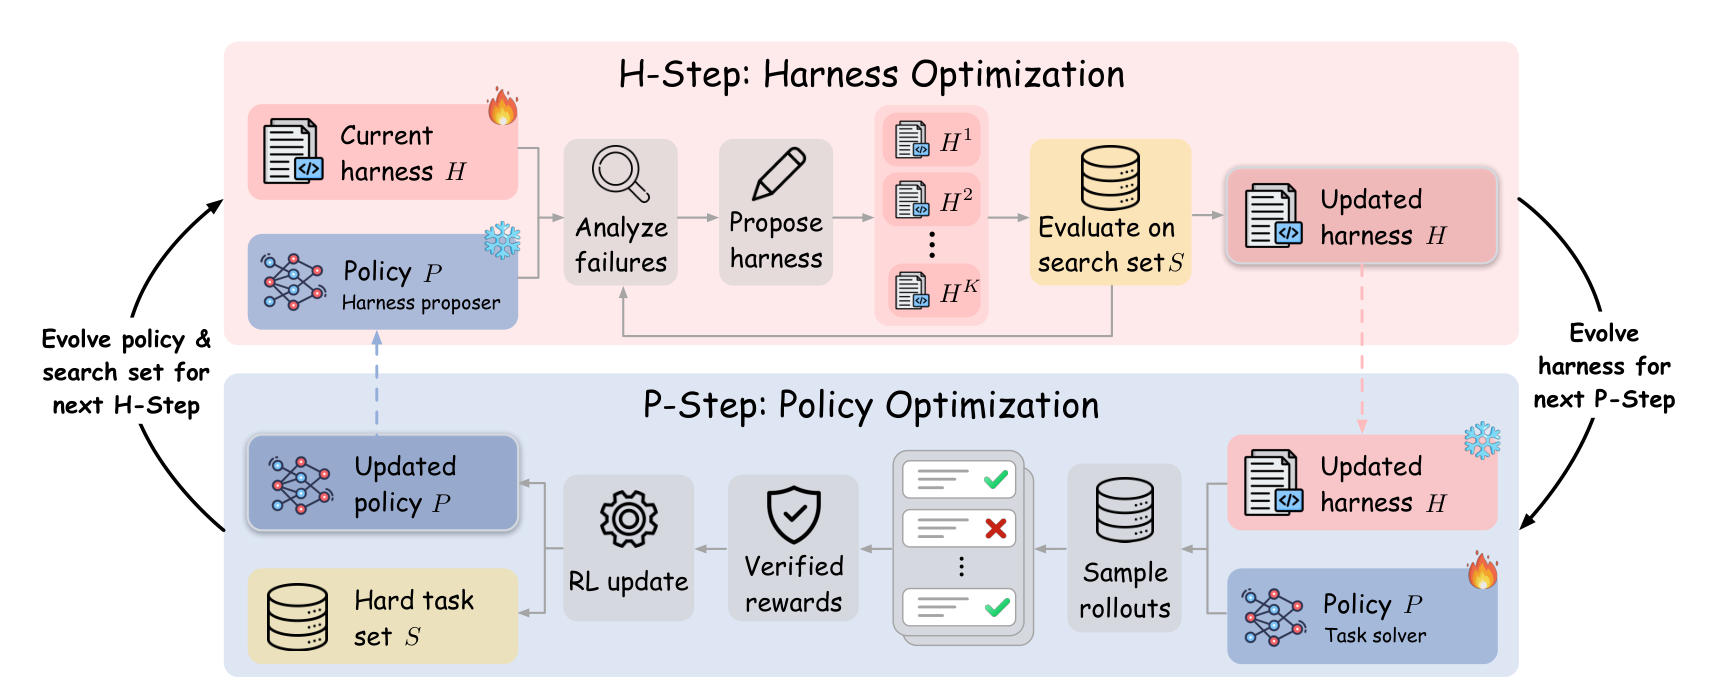 H-Step: Harness Optimization
Current
harness H
Policy P
Harness proposer
Analyze
failures
Propose
harness
H^1
H^2
H^K
Evaluate on
search set S
Updated
harness H
Evolve policy &
search set for
next H-Step
Evolve
harness for
next P-Step
P-Step: Policy Optimization
Updated
policy P
Hard task
set S
RL update
Verified
rewards
Sample
rollouts
Updated
harness H
Policy P
Task solver